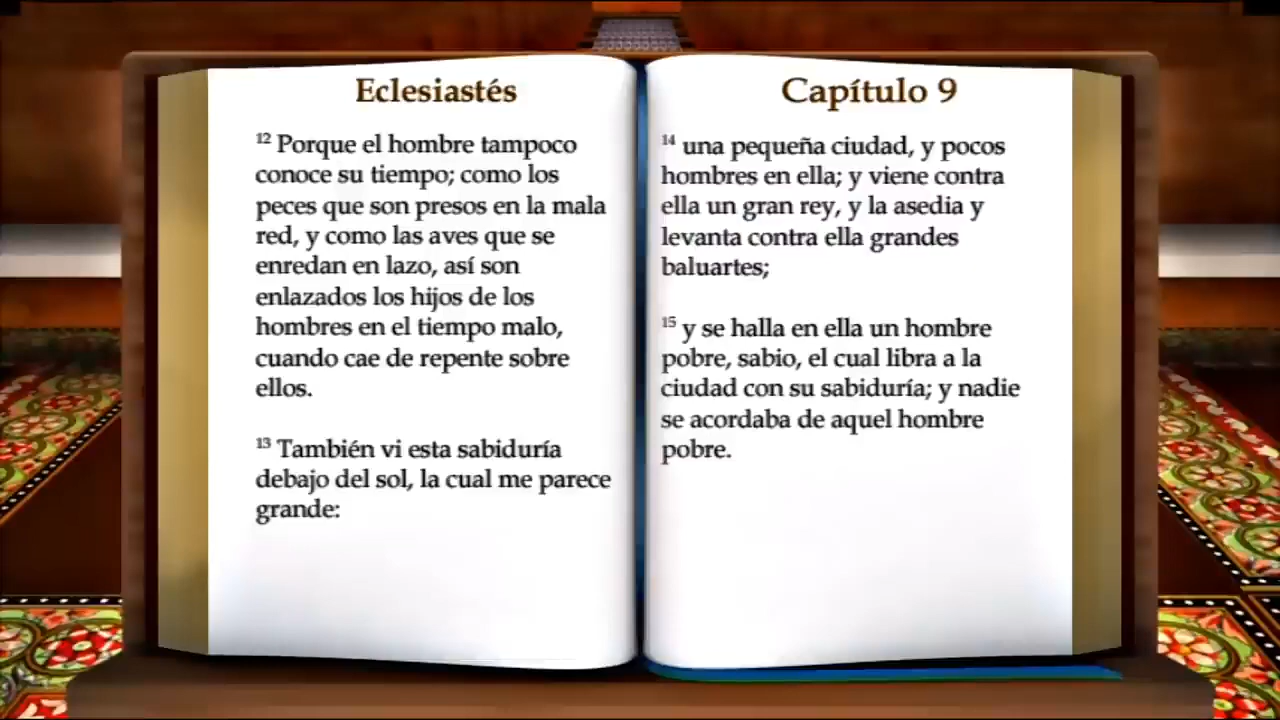 Eclesiastés
12 Porque el hombre tampoco
conoce su tiempo; como los
peces que son presos en la mala
red, y como las aves que se
enredan en lazo, así son
enlazados los hijos de los
hombres en el tiempo malo,
cuando cae de repente sobre
ellos.
13 También vi esta sabiduría
debajo del sol, la cual me parece
grande:
Capítulo 9
14 una pequeña ciudad, y pocos
hombres en ella; y viene contra
ella un gran rey, y la asedia y
levanta contra ella grandes
baluartes;
15 y se halla en ella un hombre
pobre, sabio, el cual libra a la
ciudad con su sabiduría; y nadie
se acordaba de aquel hombre
pobre.